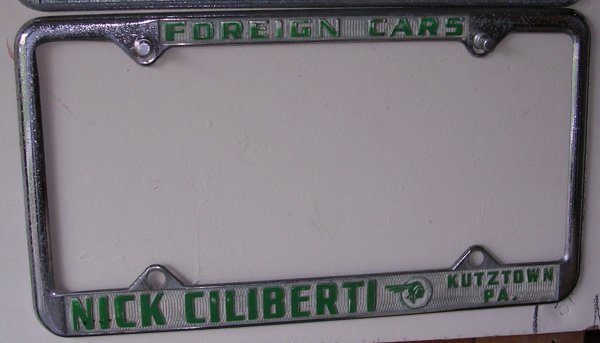 FOREIGN CARS
NICK CILIBERTI
KUTZTOWN
PA.